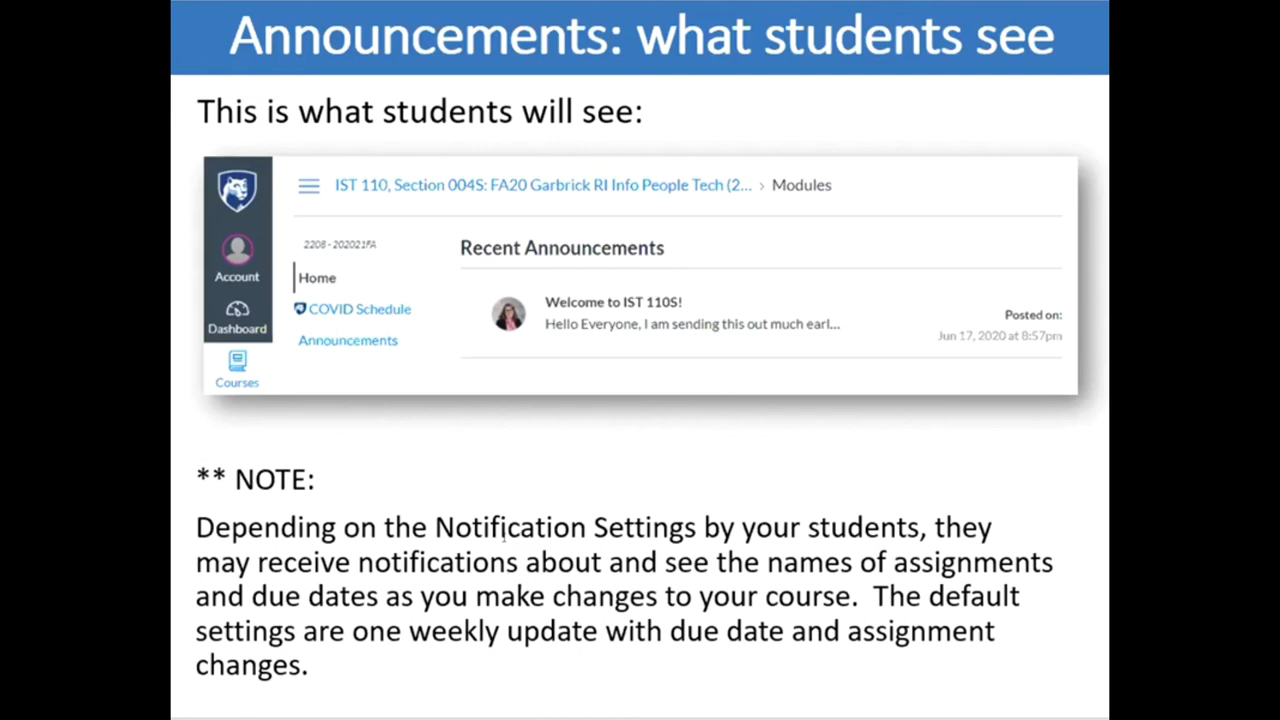 Announcements: what students see
This is what students will see:
IST 110, Section 004S: FA20 Garbrick RI Info People Tech (2... › Modules
2208 - 202021FA
Recent Announcements
Account
Home
Welcome to IST 110S!
COVID Schedule
Posted on:
Hello Everyone, I am sending this out much earl...
Dashboard
Jun 17, 2020 at 8:57pm
Announcements
Courses
** NOTE:
Depending on the Notification Settings by your students, they
may receive notifications about and see the names of assignments
and due dates as you make changes to your course. The default
settings are one weekly update with due date and assignment
changes.